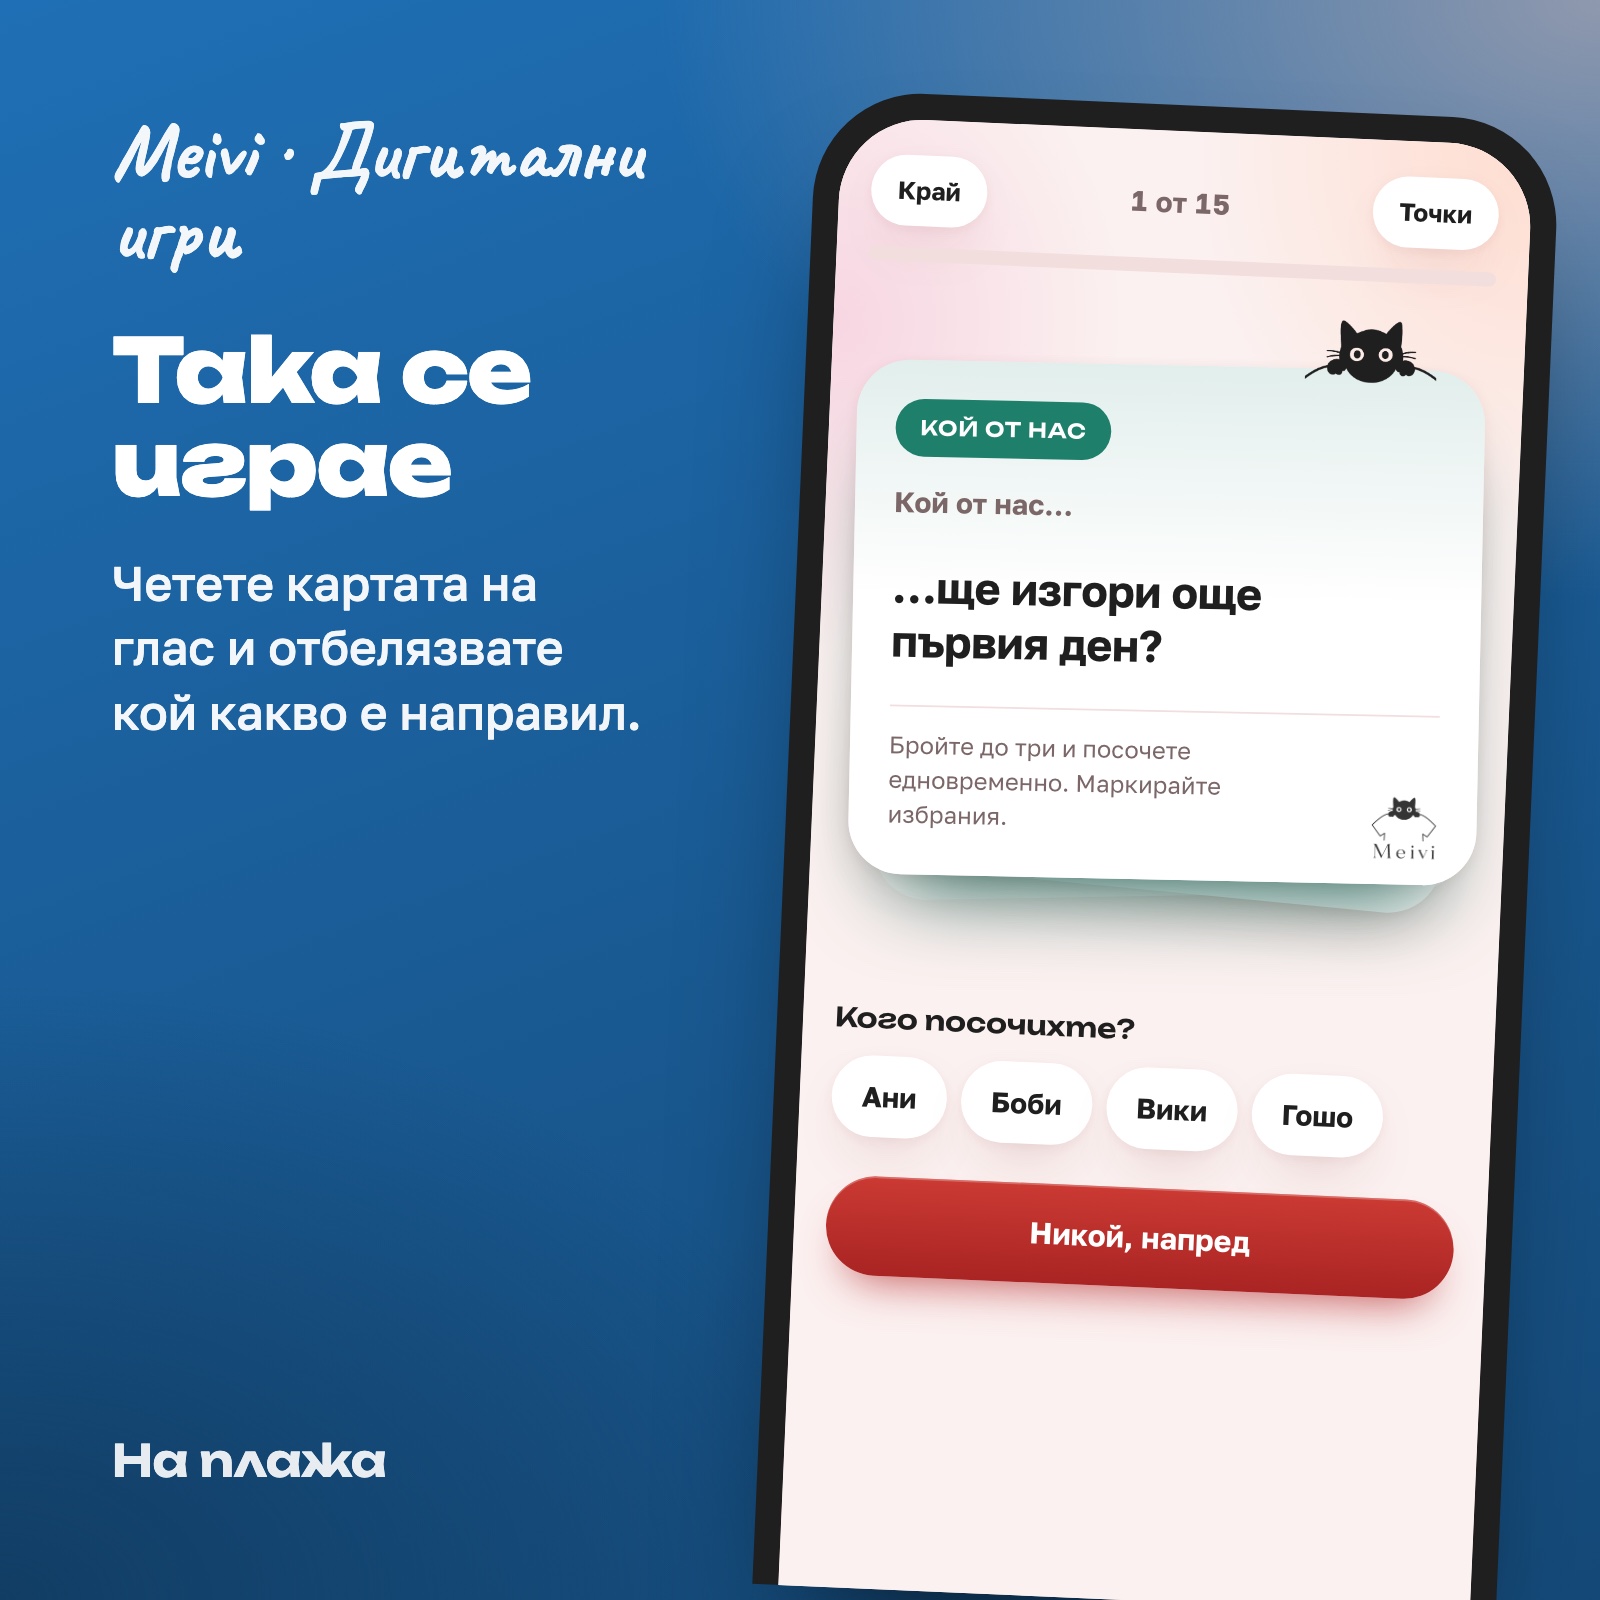 Meivi · Дигитални
игри
Така се
играе
Четете картата на
глас и отбелязвате
кой какво е направил.
На плажа
Край
1 от 15
Точки
КОЙ ОТ НАС
Кой от нас...
...ще изгори още
първия ден?
Бройте до три и посочете
едновременно. Маркирайте
избрания.
Meivi
Кого посочихте?
Ани
Боби
Вики
Гошо
Никой, напред